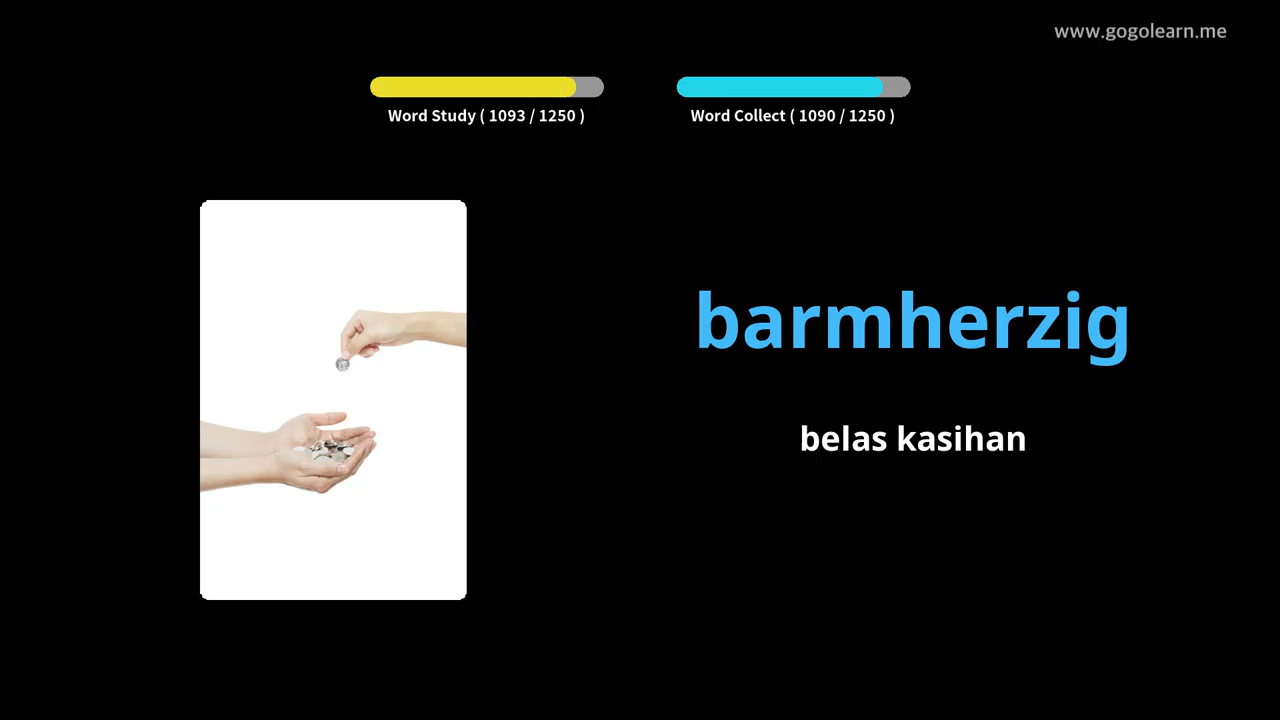 www.gogolearn.me
Word Study ( 1093 / 1250 )
Word Collect ( 1090 / 1250 )
barmherzig
belas kasihan